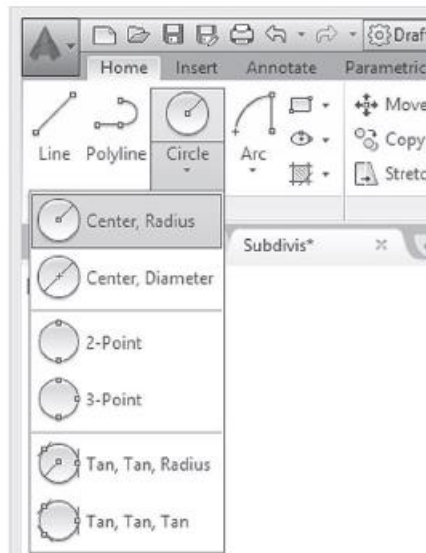 Draf
Home Insert Annotate Parametric
Line Polyline Circle Arc Move
Copy
Stretc
Center, Radius
Subdivis*
Center, Diameter
2-Point
3-Point
Tan, Tan, Radius
Tan, Tan, Tan